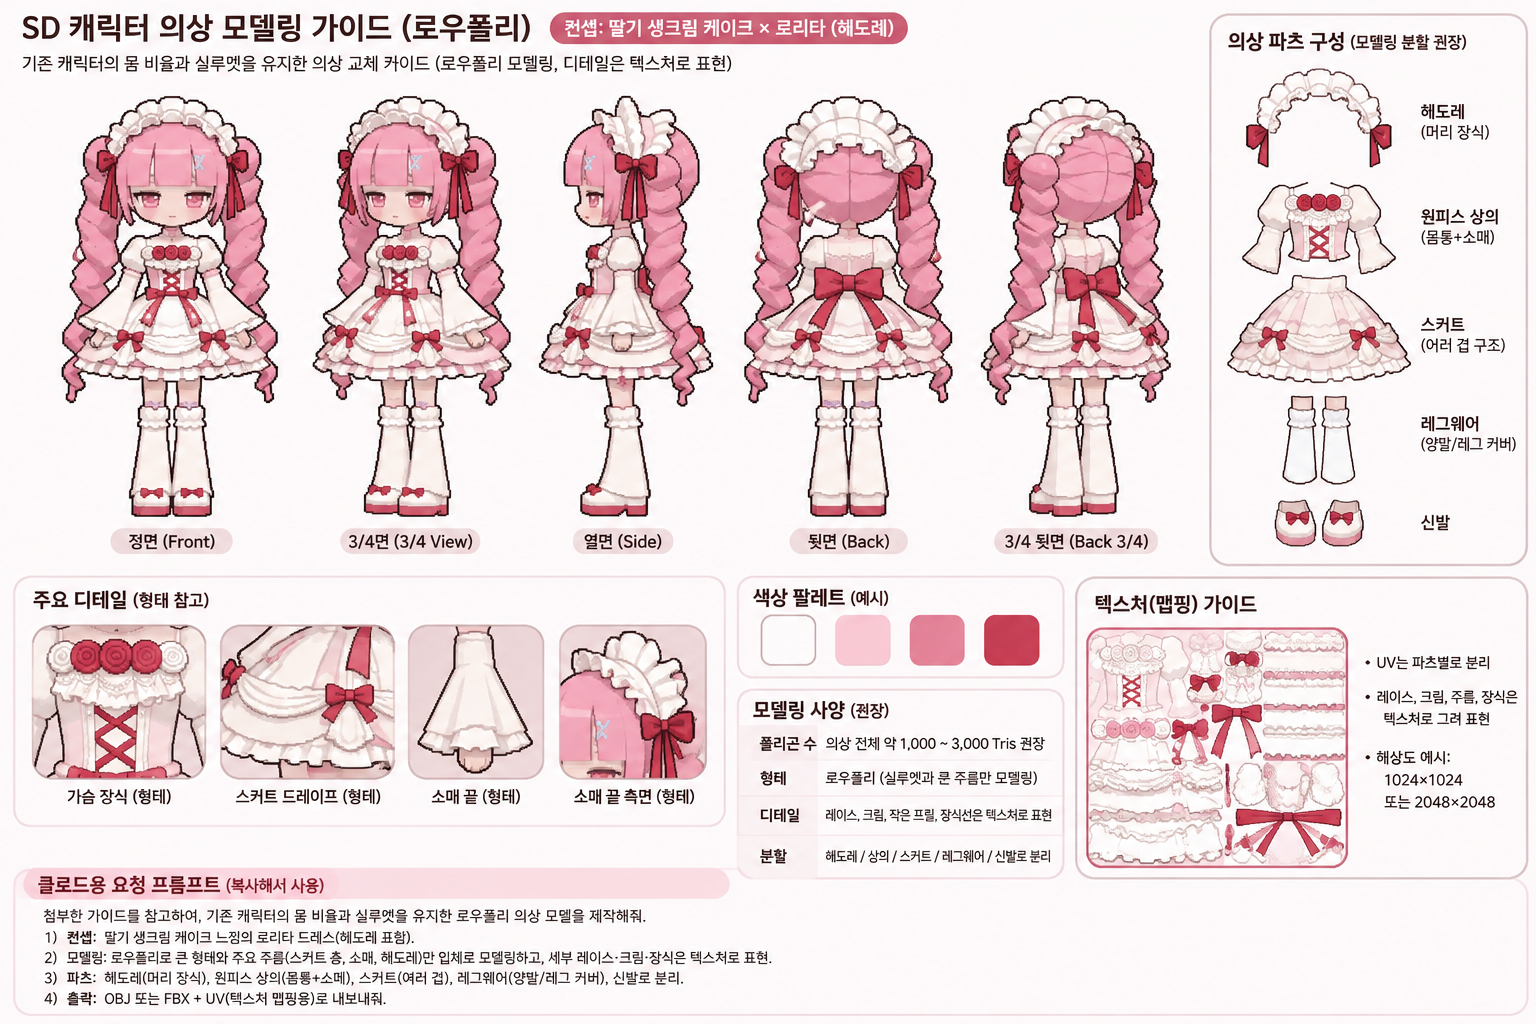 SD 캐릭터 의상 모델링 가이드 (로우폴리)
컨셉: 딸기 생크림 케이크 × 로리타 (헤도레)
기존 캐릭터의 몸 비율과 실루엣을 유지한 의상 교체 카이드 (로우폴리 모델링, 디테일은 텍스처로 표현)
정면 (Front)
3/4면 (3/4 View)
옆면 (Side)
뒷면 (Back)
3/4 뒷면 (Back 3/4)
의상 파츠 구성 (모델링 분할 권장)
헤도레
(머리 장식)
원피스 상의
(몸통+소매)
스커트
(어러 겹 구조)
레그웨어
(양말/레그 커버)
신발
주요 디테일 (형태 참고)
가슴 장식 (형태)
스커트 드레이프 (형태)
소매 끝 (형태)
소매 끝 측면 (형태)
색상 팔레트 (예시)
모델링 사양 (권장)
폴리곤 수 의상 전체 약 1,000 ~ 3,000 Tris 권장
형테 로우폴리 (실루엣과 큰 주름만 모델링)
디테일 레이스, 크림, 작은 프릴, 장식선은 텍스처로 표현
분할 헤도레 / 상의 / 스커트 / 레그웨어 / 신발로 분리
텍스처(맵핑) 가이드
• UV는 파츠별로 분리
• 레이스, 크림, 주름, 장식은
텍스처로 그려 표현
• 해상도 예시:
1024×1024
또는 2048×2048
클로드용 요청 프름프트 (복사해서 사용)
첨부한 가이드를 참고하여, 기존 캐릭터의 몸 비율과 실루엣을 유지한 로우폴리 의상 모델을 제작해줘.
1) 컨셉: 딸기 생크림 케이크 느낌의 로리타 드레스(헤도레 포함).
2) 모델링: 로우폴리로 큰 형태와 주요 주름(스커트 층, 소매, 헤도레)만 입체로 모델링하고, 세부 레이스·크림·장식은 텍스처로 표현.
3) 파츠: 헤도레(머리 장식), 원피스 상의(몸통+소메), 스커트(여러 겹), 레그웨어(양말/레그 커버), 신발로 분리.
4) 출락: OBJ 또는 FBX + UV(텍스처 맵핑용)로 내보내줘.